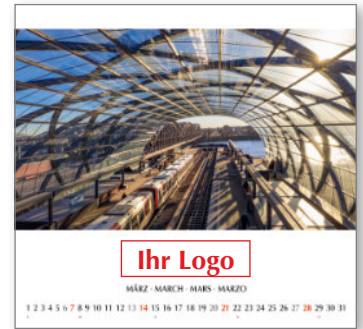 Ihr Logo
MÄRZ · MARCH · MARS · MARZO
1 2 3 4 5 6 7 8 9 10 11 12 13 14 15 16 17 18 19 20 21 22 23 24 25 26 27 28 29 30 31